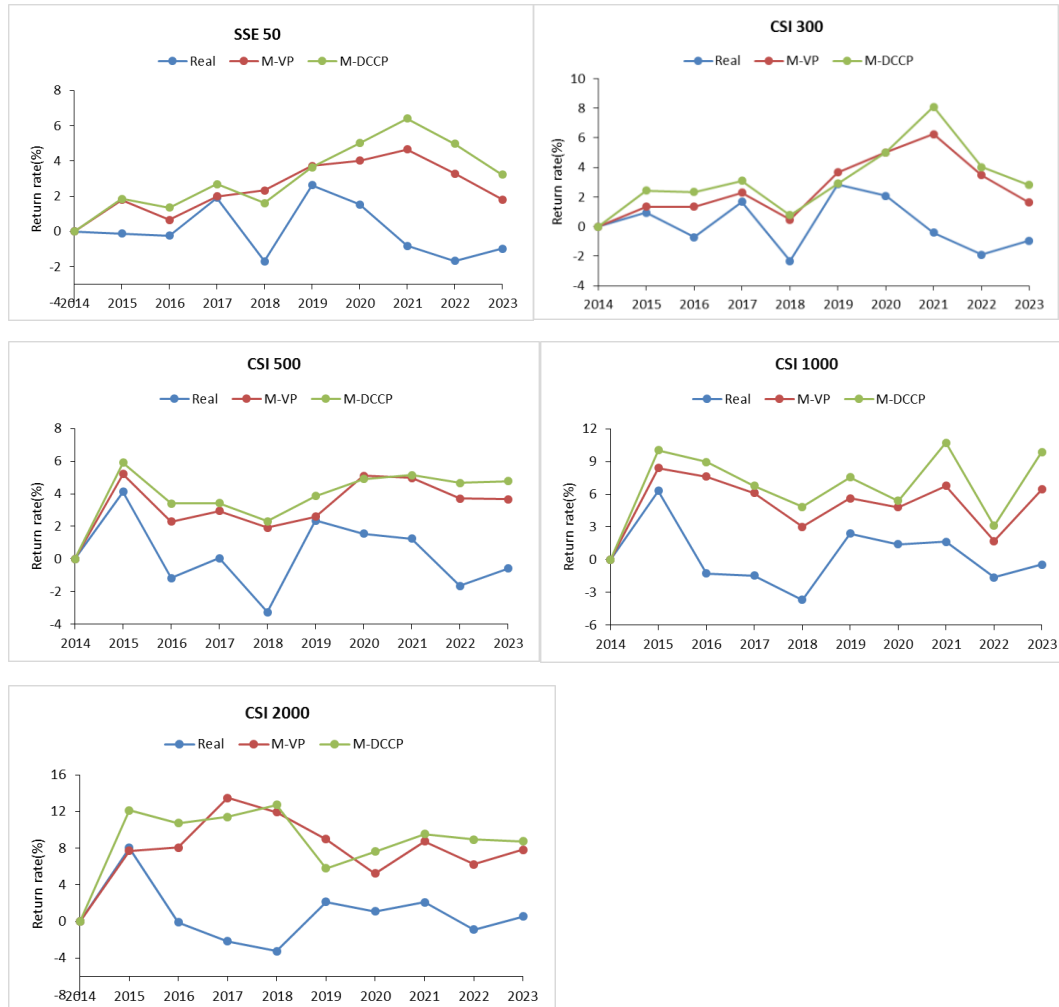 SSE 50
Real M-VP M-DCCP
Return rate(%)
8
6
4
2
0
-2
-4
2014 2015 2016 2017 2018 2019 2020 2021 2022 2023
CSI 300
Real M-VP M-DCCP
Return rate(%)
10
8
6
4
2
0
-2
-4
2014 2015 2016 2017 2018 2019 2020 2021 2022 2023
CSI 500
Real M-VP M-DCCP
Return rate(%)
8
6
4
2
0
-2
-4
2014 2015 2016 2017 2018 2019 2020 2021 2022 2023
CSI 1000
Real M-VP M-DCCP
Return rate(%)
12
9
6
3
0
-3
-6
2014 2015 2016 2017 2018 2019 2020 2021 2022 2023
CSI 2000
Real M-VP M-DCCP
Return rate(%)
16
12
8
4
0
-4
-8
2014 2015 2016 2017 2018 2019 2020 2021 2022 2023